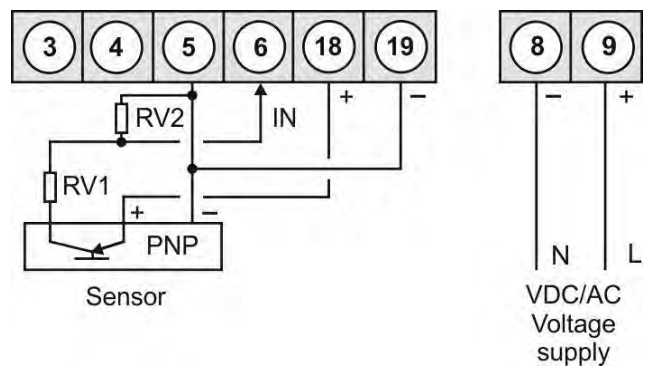 3 4 5 6 18 19 8 9
+ − − +
RV2 IN
RV1
+ −
PNP
N L
Sensor
VDC/AC
Voltage
supply